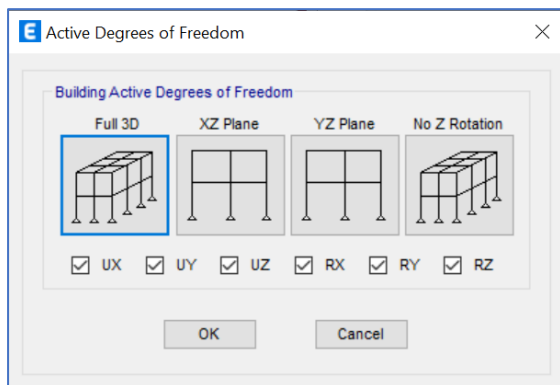 E Active Degrees of Freedom
Building Active Degrees of Freedom
Full 3D XZ Plane YZ Plane No Z Rotation
UX UY UZ RX RY RZ
OK Cancel